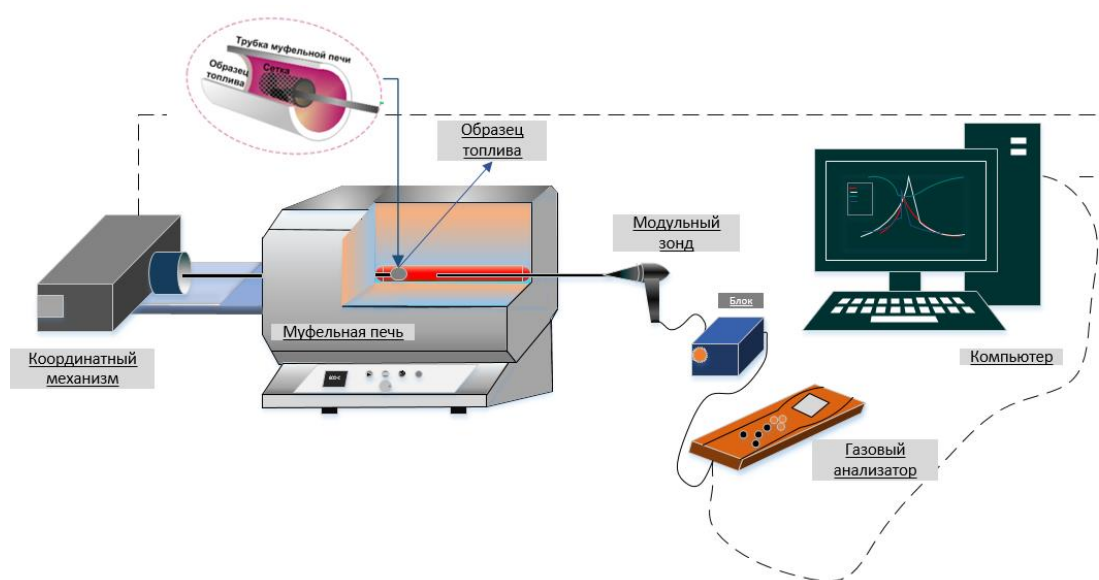 Трубка муфельной печи
Сетка
Образец
топлива
Образец
топлива
Модульный
зонд
Блок
Муфельная печь
Координатный
механизм
Компьютер
Газовый
анализатор